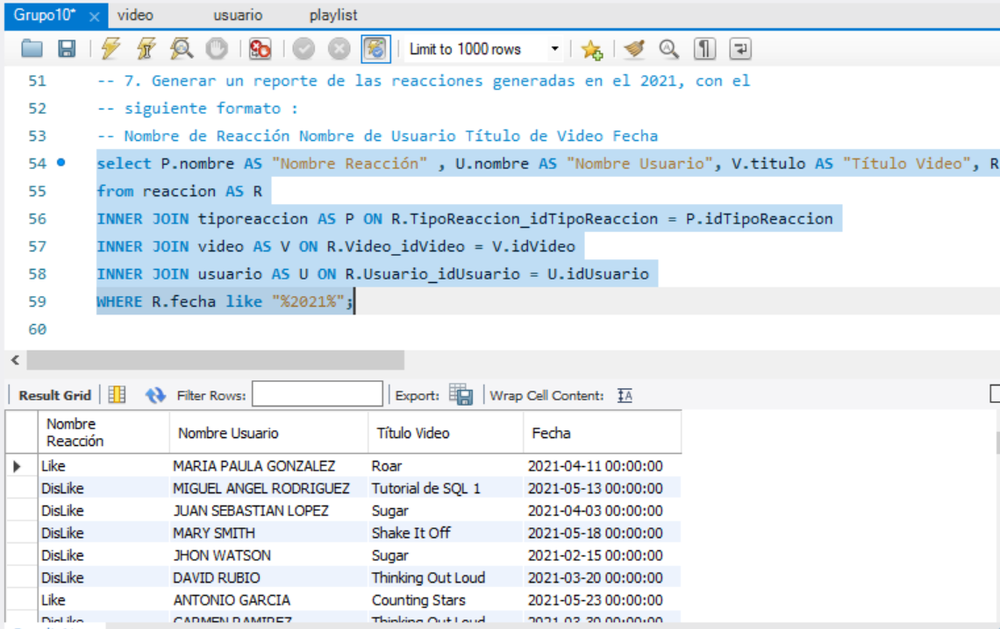 Grupo10* × video usuario playlist
Limit to 1000 rows
51 -- 7. Generar un reporte de las reacciones generadas en el 2021, con el
52 -- siguiente formato :
53 -- Nombre de Reacción Nombre de Usuario Título de Video Fecha
54 select P.nombre AS "Nombre Reacción" , U.nombre AS "Nombre Usuario", V.titulo AS "Título Video", R
55 from reaccion AS R
56 INNER JOIN tiporeaccion AS P ON R.TipoReaccion_idTipoReaccion = P.idTipoReaccion
57 INNER JOIN video AS V ON R.Video_idVideo = V.idVideo
58 INNER JOIN usuario AS U ON R.Usuario_idUsuario = U.idUsuario
59 WHERE R.fecha like "%2021%";
60
Result Grid Filter Rows: Export: Wrap Cell Content:
Nombre
Reacción Nombre Usuario Título Video Fecha
Like MARIA PAULA GONZALEZ Roar 2021-04-11 00:00:00
DisLike MIGUEL ANGEL RODRIGUEZ Tutorial de SQL 1 2021-05-13 00:00:00
DisLike JUAN SEBASTIAN LOPEZ Sugar 2021-04-03 00:00:00
DisLike MARY SMITH Shake It Off 2021-05-18 00:00:00
DisLike JHON WATSON Sugar 2021-02-15 00:00:00
DisLike DAVID RUBIO Thinking Out Loud 2021-03-20 00:00:00
Like ANTONIO GARCIA Counting Stars 2021-05-23 00:00:00
DisLike CARMEN RAMIREZ Thinking Out Loud 2021-03-30 00:00:00